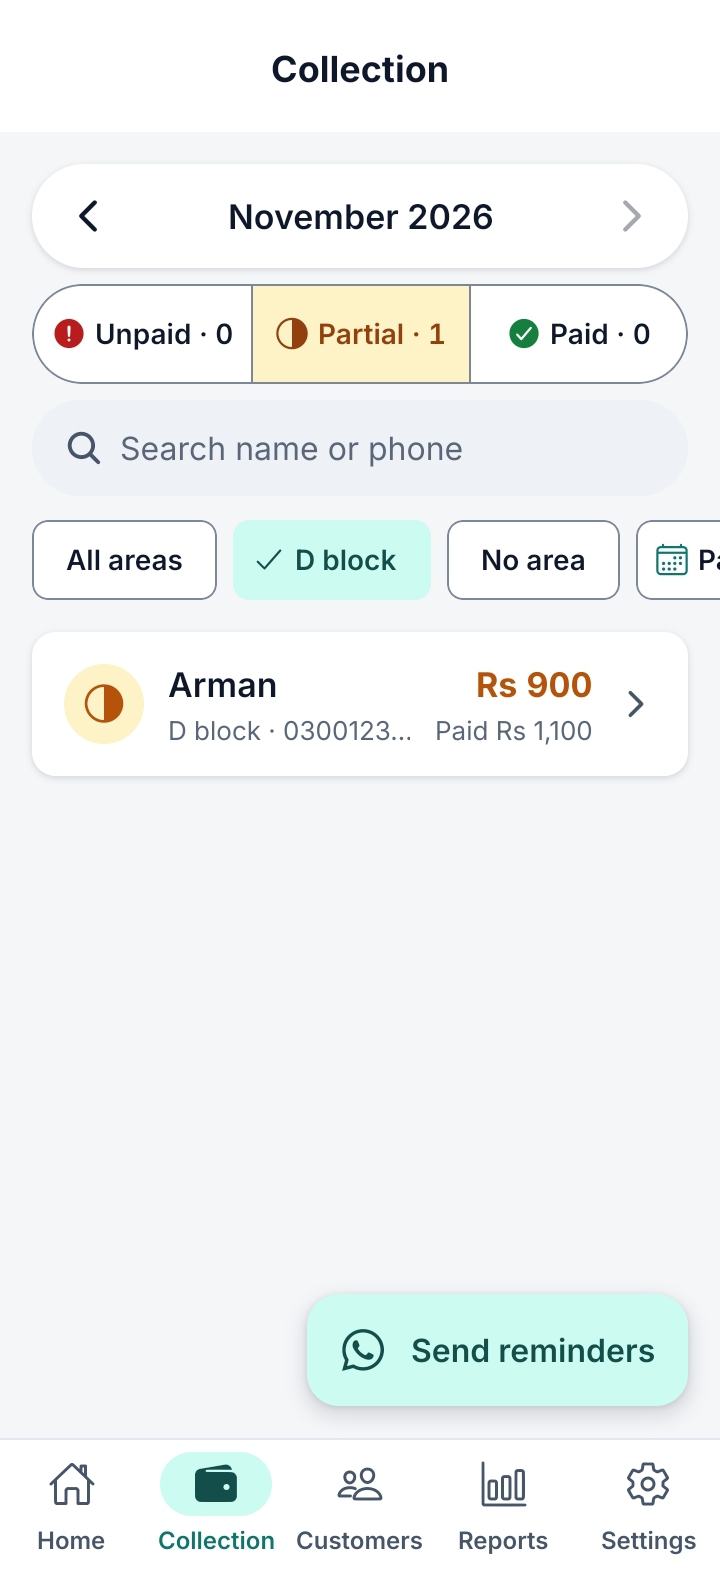 Collection
November 2026
Unpaid · 0
Partial · 1
Paid · 0
Search name or phone
All areas
D block
No area
Pa
Arman
Rs 900
D block · 0300123...
Paid Rs 1,100
Send reminders
Home
Collection
Customers
Reports
Settings